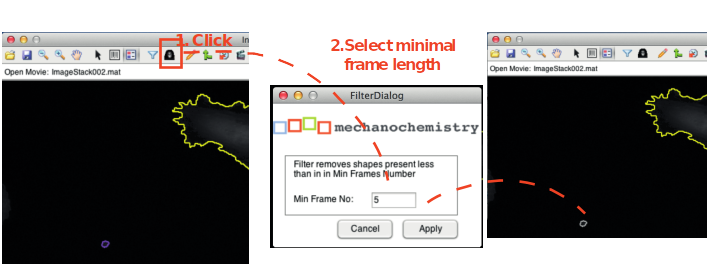 1. Click
2.Select minimal
frame length
In
Open Movie: ImageStack002.mat
FilterDialog
mechanochemistry.
Filter removes shapes present less
than in in Min Frames Number
Min Frame No:
5
Cancel
Apply
Open Movie: ImageStack002.mat